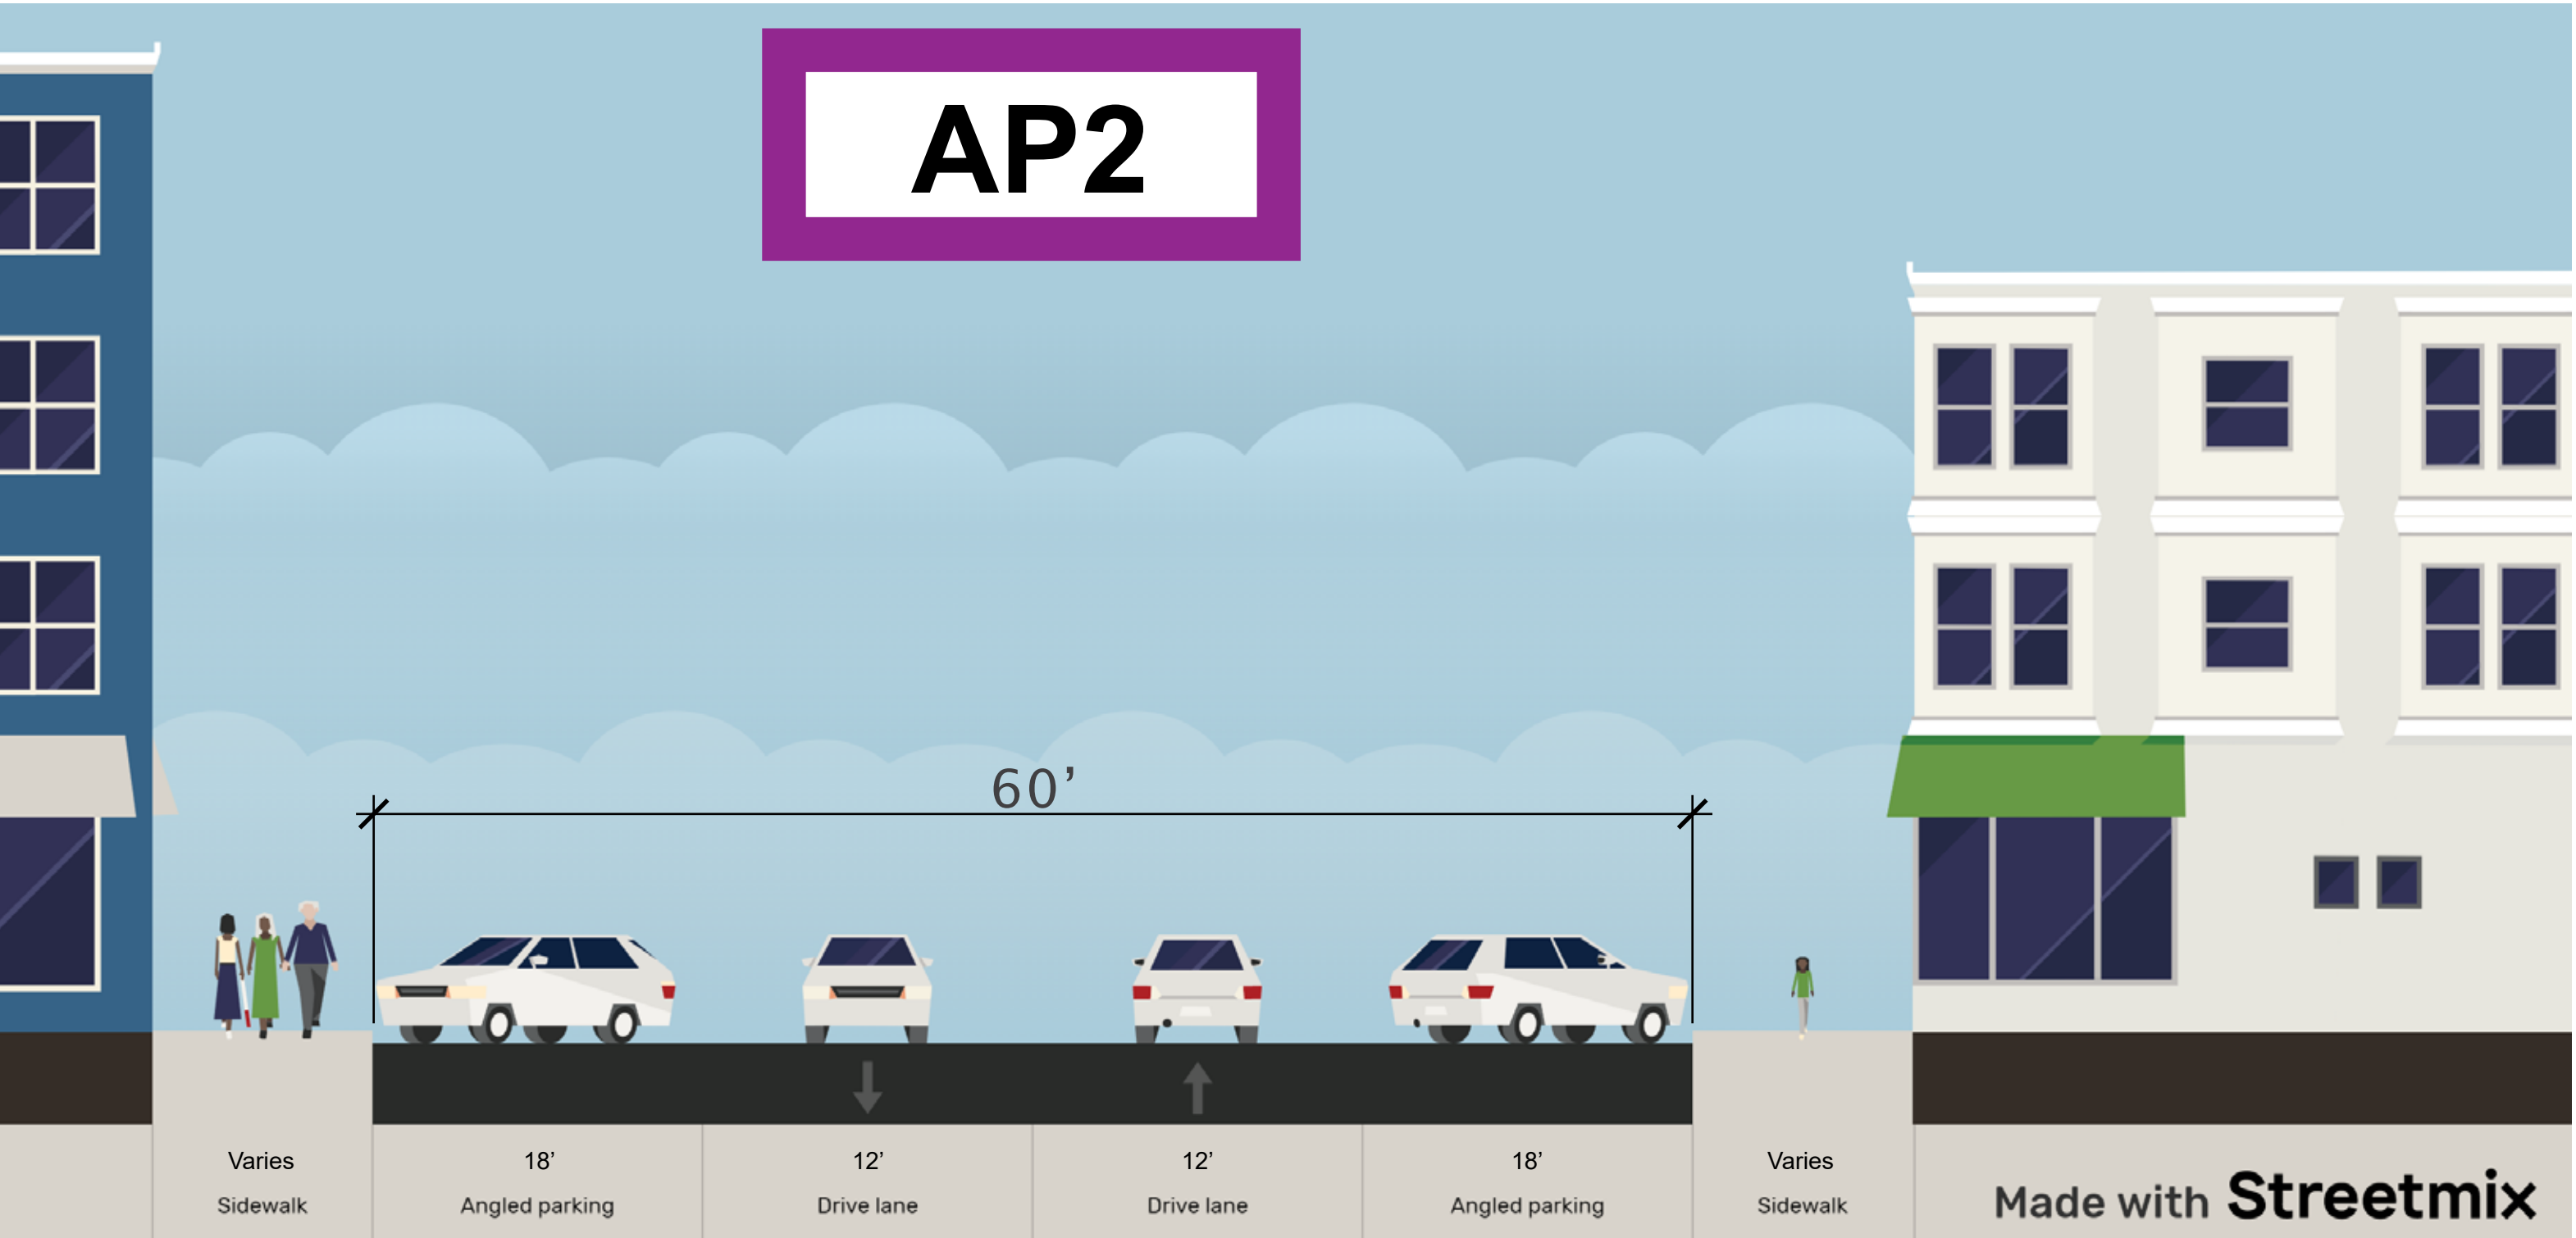 AP2
60’
Varies
Sidewalk
18’
Angled parking
12’
Drive lane
12’
Drive lane
18’
Angled parking
Varies
Sidewalk
Made with Streetmix